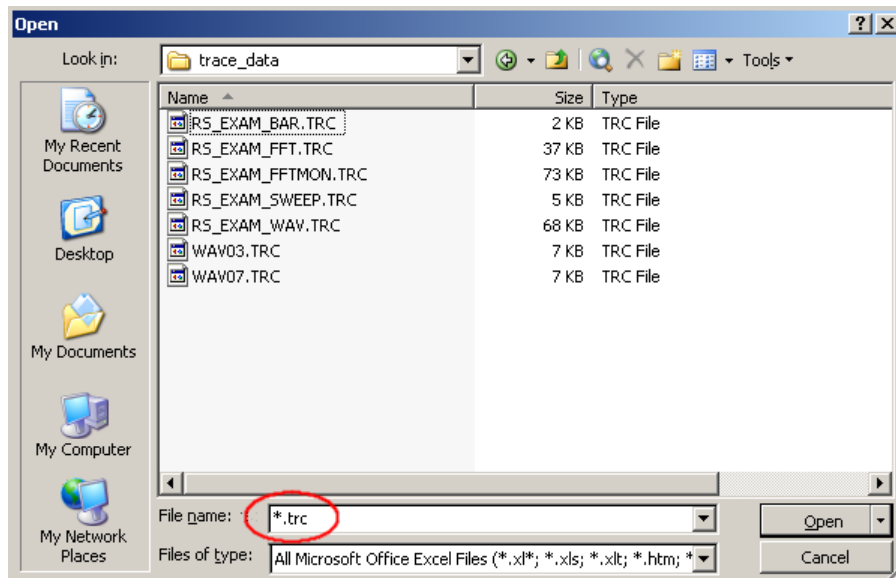 Open
Look in:
trace_data
Tools
Name
Size
Type
RS_EXAM_BAR.TRC 2 KB TRC File
RS_EXAM_FFT.TRC 37 KB TRC File
RS_EXAM_FFTMON.TRC 73 KB TRC File
RS_EXAM_SWEEP.TRC 5 KB TRC File
RS_EXAM_WAV.TRC 68 KB TRC File
WAV03.TRC 7 KB TRC File
WAV07.TRC 7 KB TRC File
My Recent
Documents
Desktop
My Documents
My Computer
My Network
Places
File name: *.trc
Open
Files of type: All Microsoft Office Excel Files (*.xl*; *.xls; *.xlt; *.htm; *
Cancel